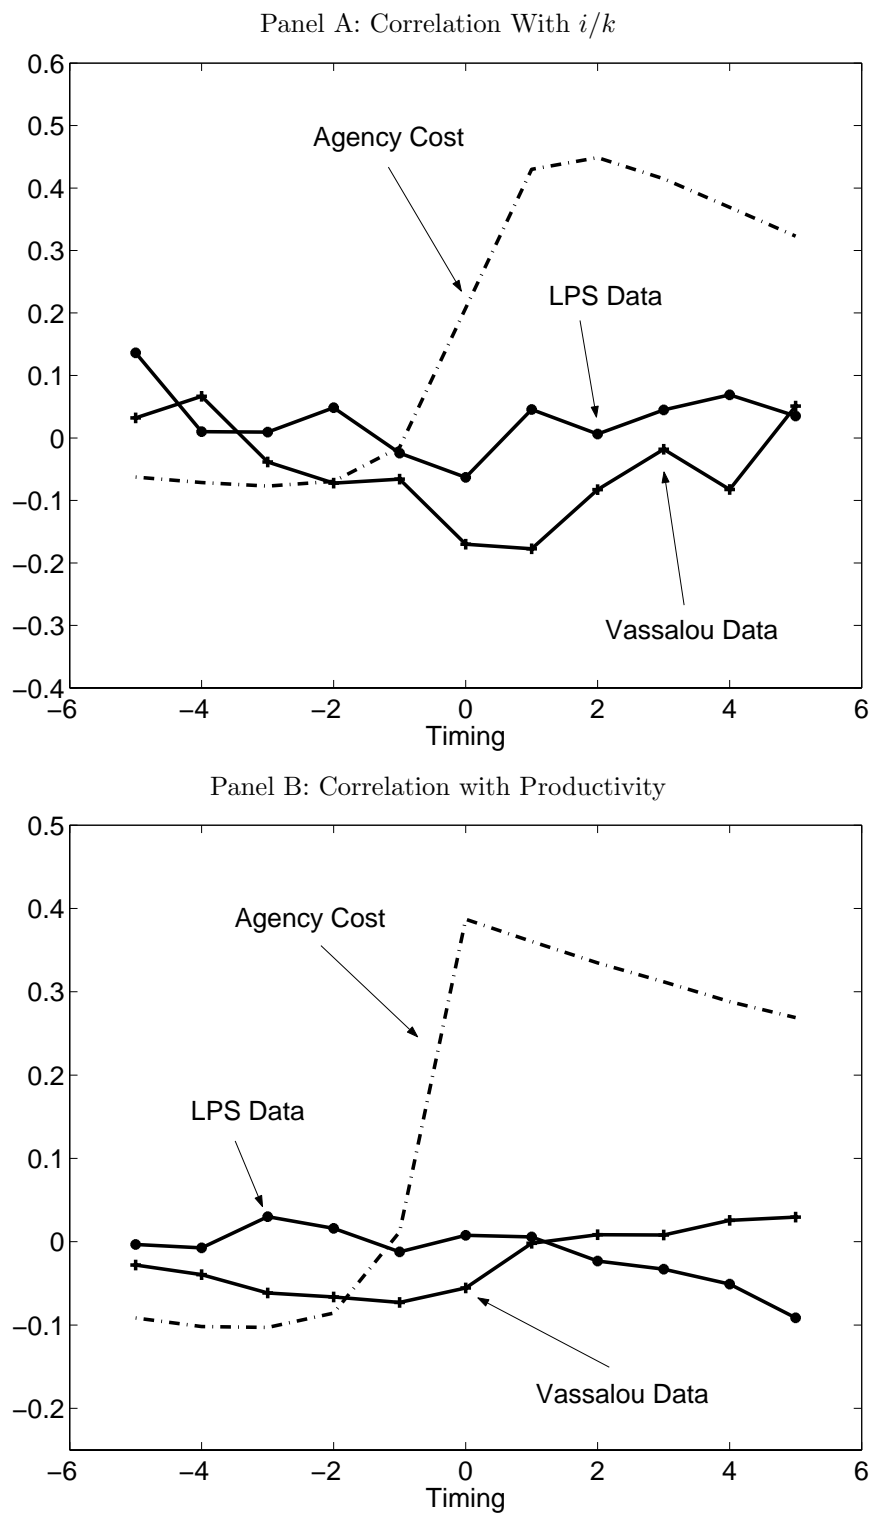 Panel A: Correlation With i/k
0.6
0.5
Agency Cost
0.4
0.3
LPS Data
0.2
0.1
0
−0.1
−0.2
−0.3
Vassalou Data
−0.4
−6 −4 −2 0 2 4 6
Timing
Panel B: Correlation with Productivity
0.5
0.4
Agency Cost
0.3
0.2
LPS Data
0.1
0
−0.1
Vassalou Data
−0.2
−6 −4 −2 0 2 4 6
Timing